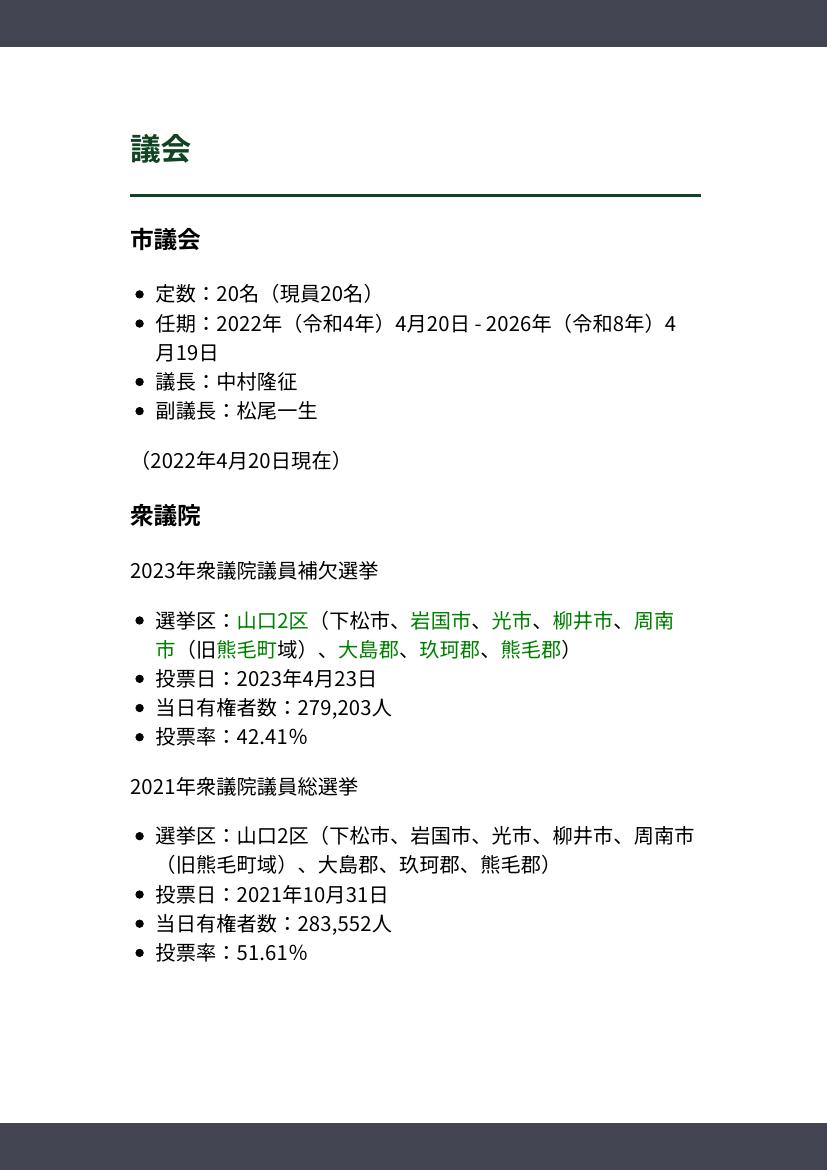 議会
市議会
定数：20名（現員20名）
任期：2022年（令和4年）4月20日 - 2026年（令和8年）4
月19日
議長：中村隆征
副議長：松尾一生
（2022年4月20日現在）
衆議院
2023年衆議院議員補欠選挙
選挙区：山口2区（下松市、岩国市、光市、柳井市、周南
市（旧熊毛町域）、大島郡、玖珂郡、熊毛郡）
投票日：2023年4月23日
当日有権者数：279,203人
投票率：42.41%
2021年衆議院議員総選挙
選挙区：山口2区（下松市、岩国市、光市、柳井市、周南市
（旧熊毛町域）、大島郡、玖珂郡、熊毛郡）
投票日：2021年10月31日
当日有権者数：283,552人
投票率：51.61%